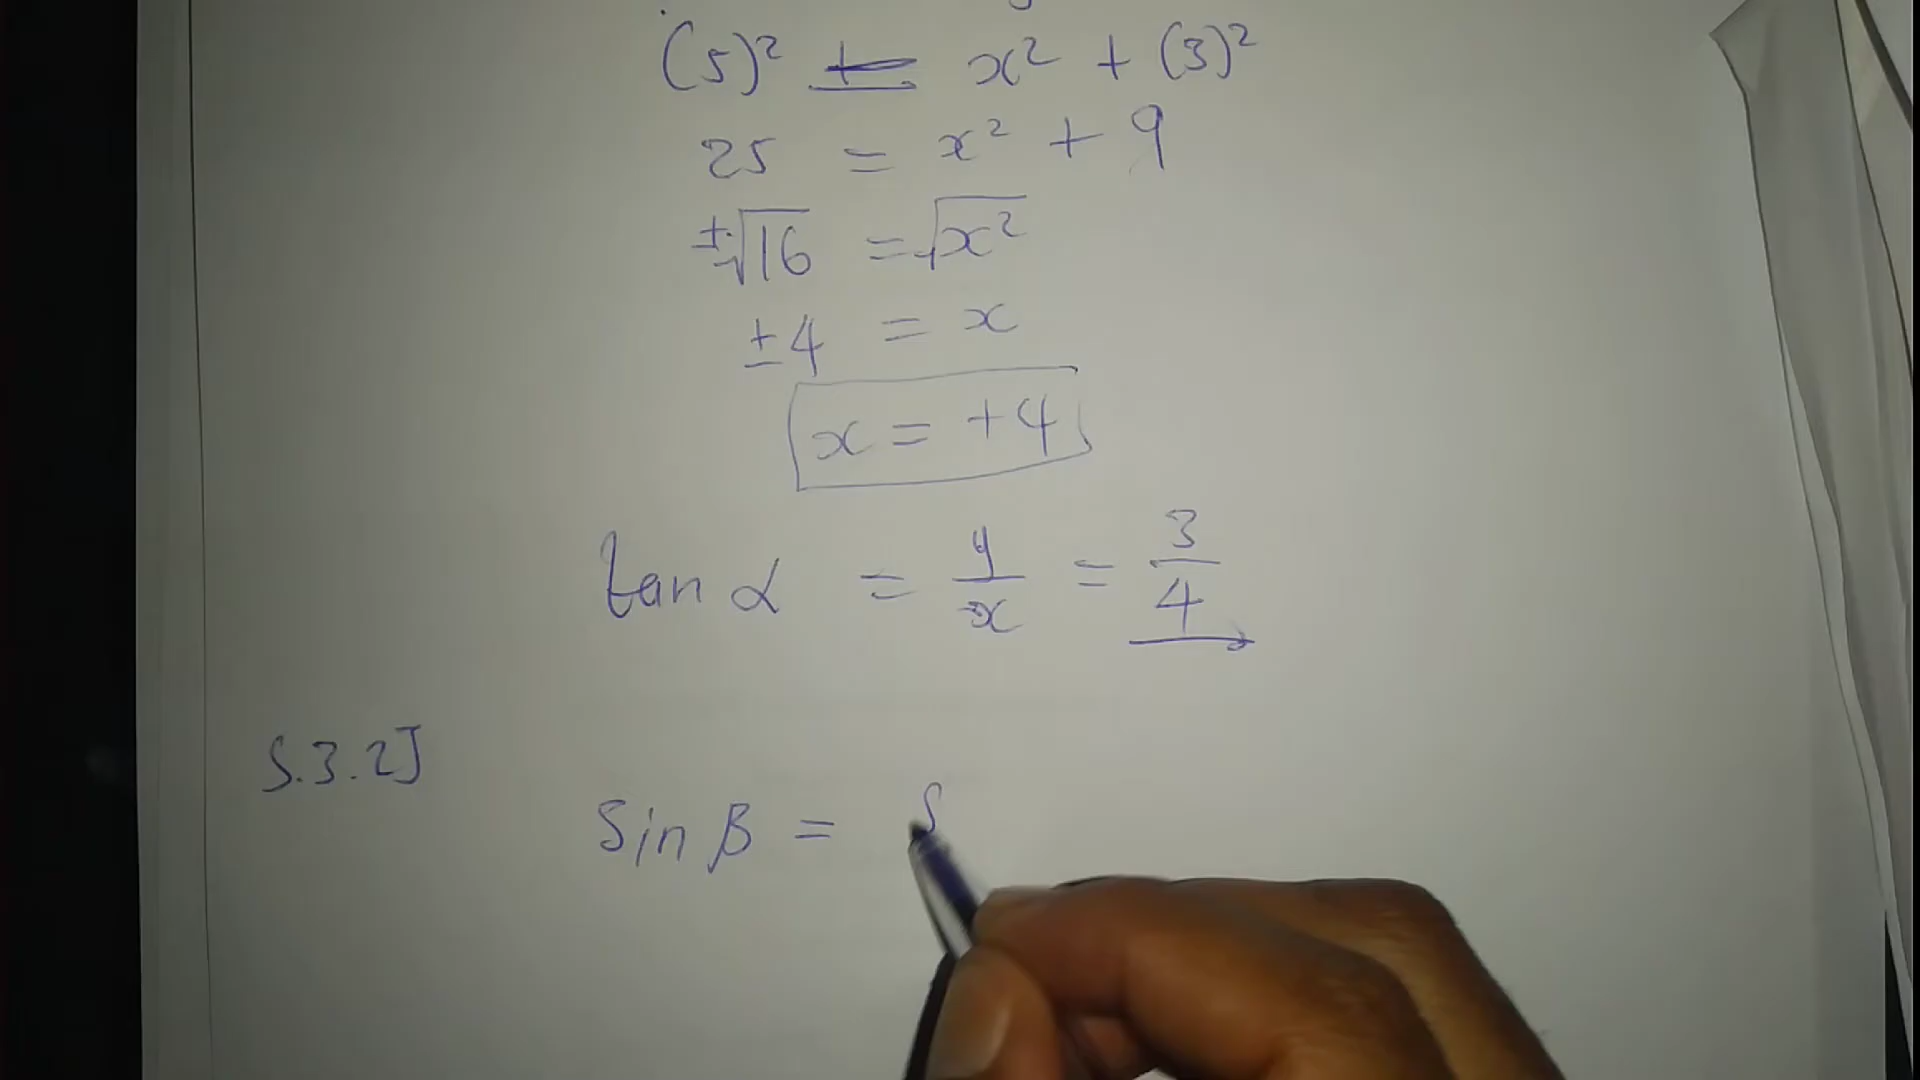 (5)² = x² + (3)²
25 = x² + 9
±√16 = √x²
±4 = x
x = +4
tan α = y/x = 3/4
5.3.2]
Sin β = 5